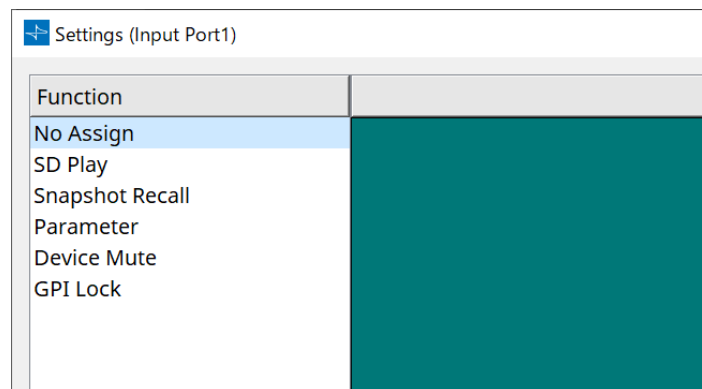 Settings (Input Port1)
Function
No Assign
SD Play
Snapshot Recall
Parameter
Device Mute
GPI Lock